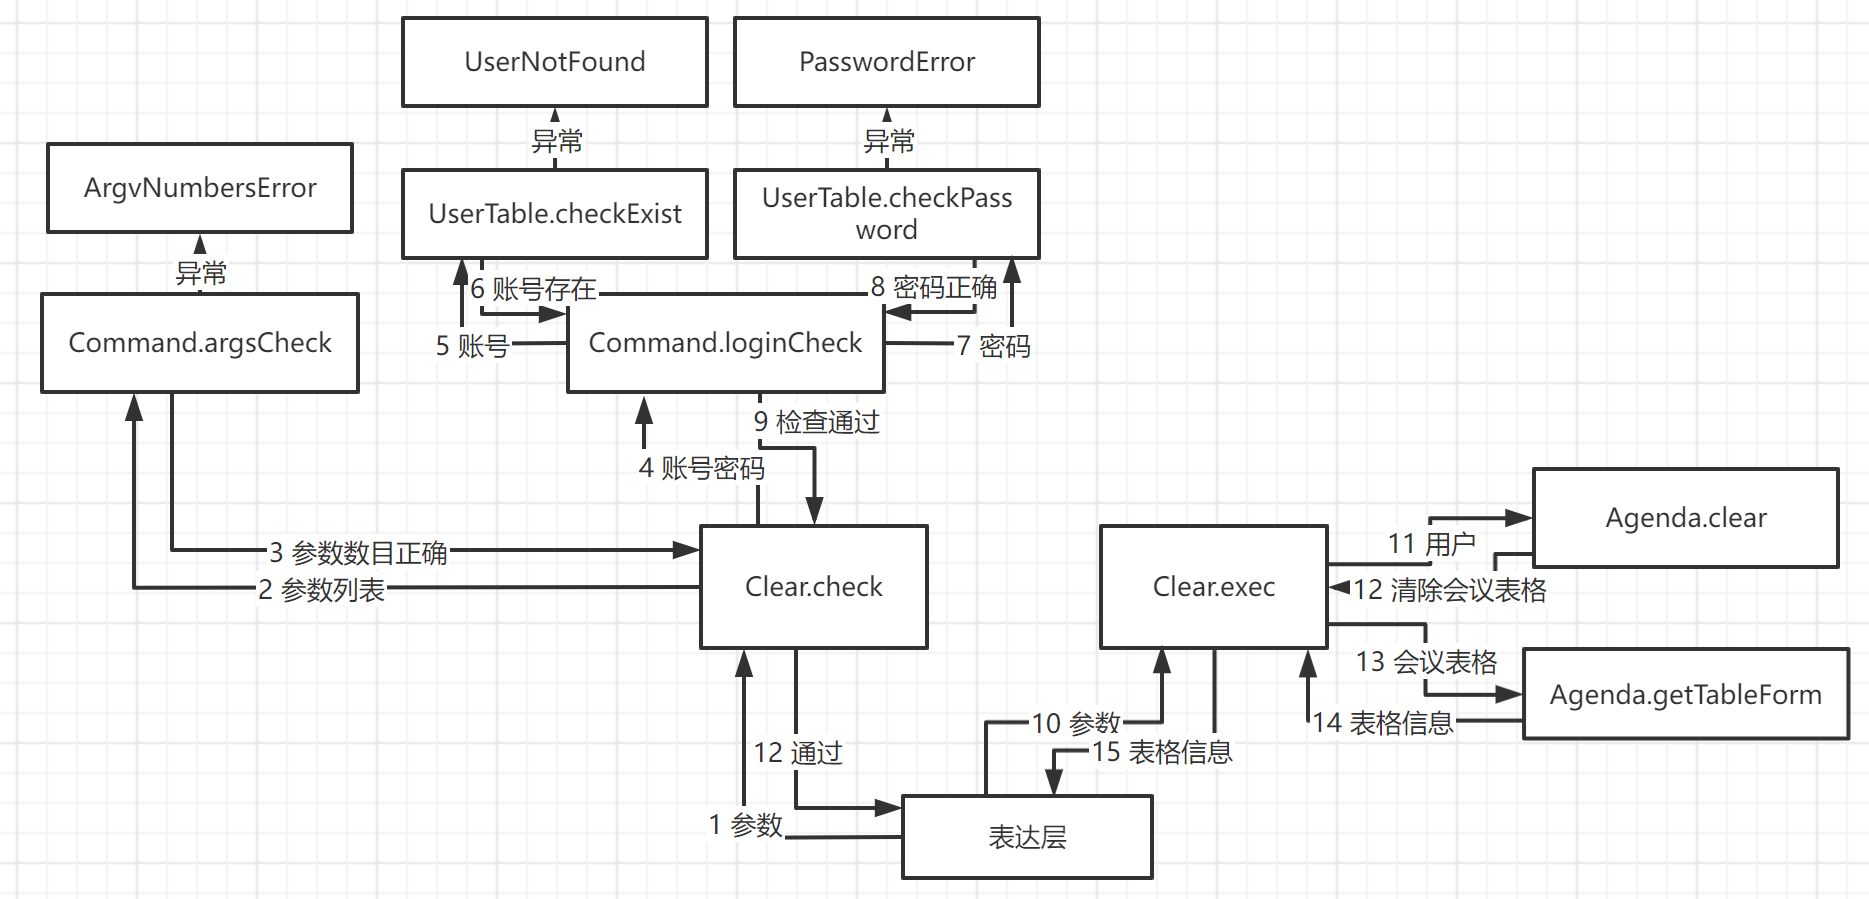 UserNotFound
PasswordError
异常
异常
ArgvNumbersError
UserTable.checkExist
UserTable.checkPass
word
异常
6 账号存在
8 密码正确
Command.argsCheck
5 账号
Command.loginCheck
7 密码
9 检查通过
4 账号密码
Agenda.clear
3 参数数目正确
11 用户
2 参数列表
Clear.check
Clear.exec
12 清除会议表格
13 会议表格
Agenda.getTableForm
10 参数
14 表格信息
12 通过
15 表格信息
1 参数
表达层